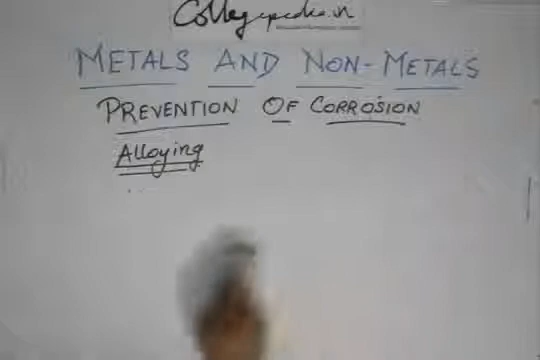 Collegepedia.in
METALS AND NON-METALS
PREVENTION OF CORROSION
Alloying